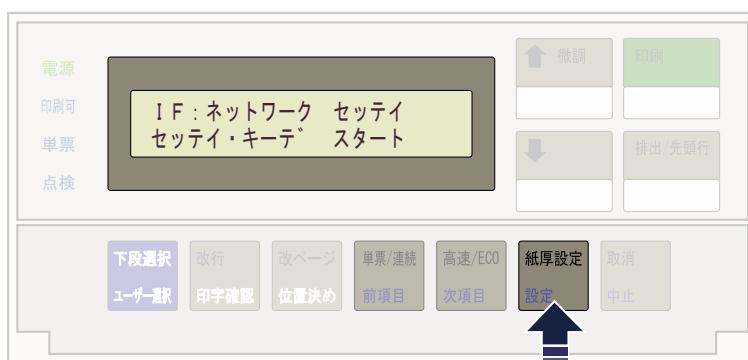 電源
印刷可
単票
点検
IF:ネットワーク セッテイ
セッテイ・キーデ゛ スタート
微調
印刷
排出/先頭行
下段選択
ユーザー選択
改行
印字確認
改ページ
位置決め
単票/連続
前項目
高速/ECO
次項目
紙厚設定
設定
取消
中止